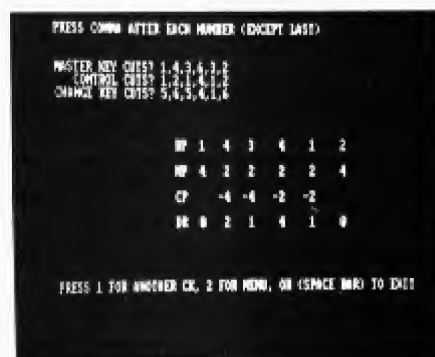 PRESS COMMA AFTER EACH NUMBER (EXCEPT LAST)
MASTER KEY CUTS? 1,4,3,6,3,2
CONTROL CUTS? 1,2,1,4,1,2
CHANGE KEY CUTS? 5,6,5,4,1,6
BP 1 4 3 4 1 2
MP 4 2 2 2 2 4
CP -4 -4 -2 -2
DR 0 2 1 4 1 0
PRESS 1 FOR ANOTHER CK, 2 FOR MENU, OR (SPACE BAR) TO EXIT